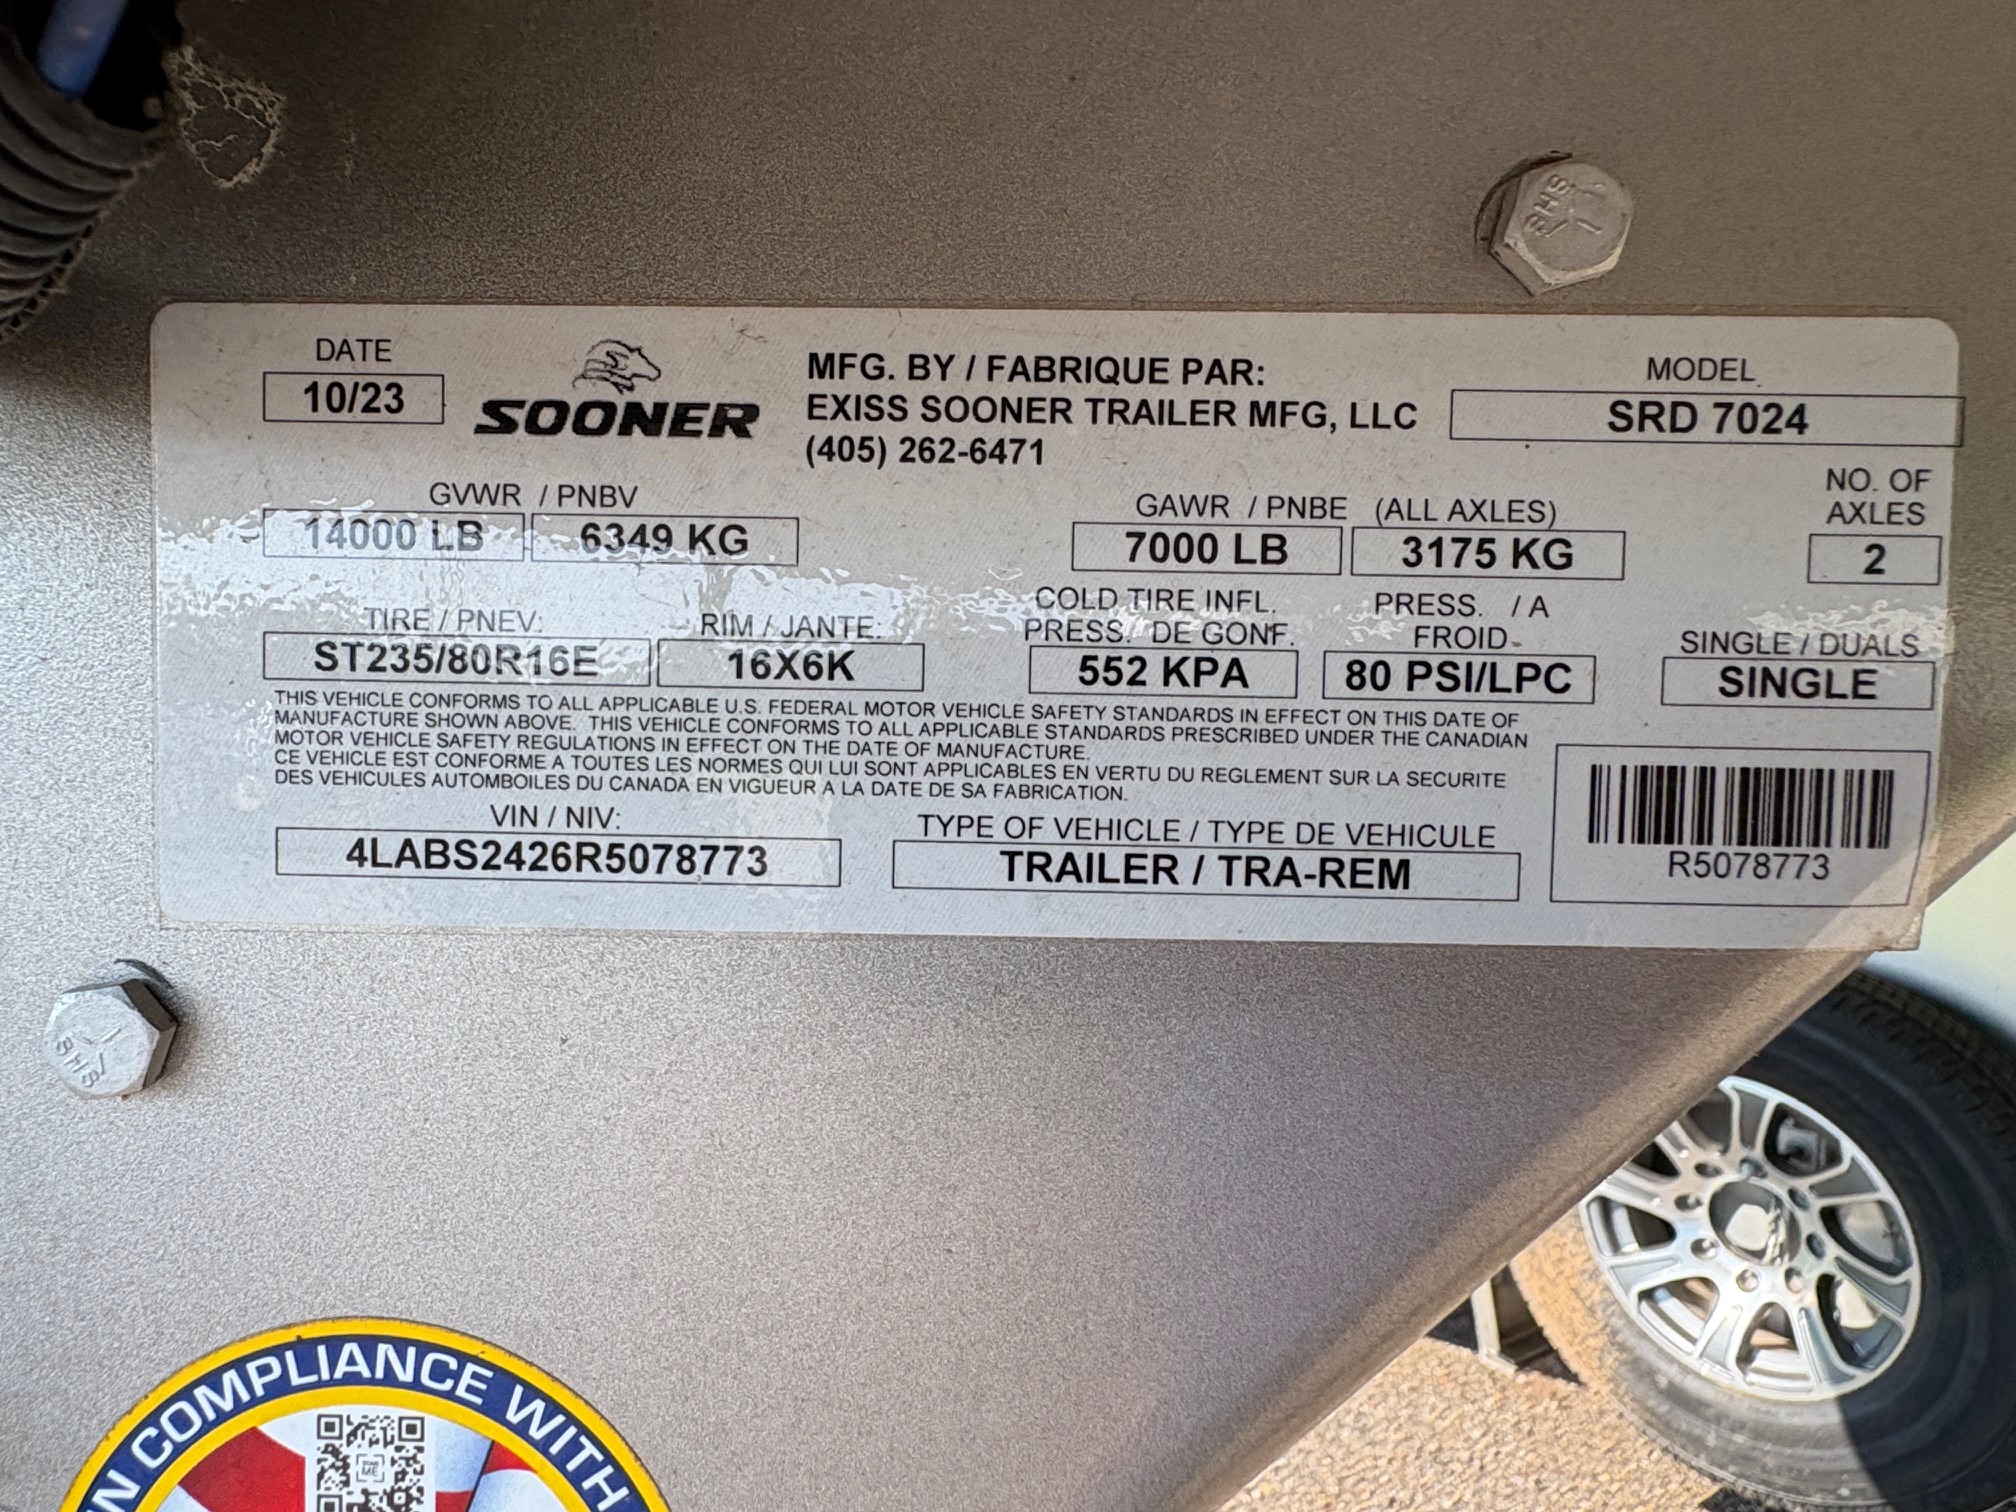 DATE
10/23
SOONER
MFG. BY / FABRIQUE PAR:
EXISS SOONER TRAILER MFG, LLC
(405) 262-6471
MODEL
SRD 7024
GVWR / PNBV
14000 LB 6349 KG
GAWR / PNBE (ALL AXLES)
7000 LB 3175 KG
NO. OF
AXLES
2
TIRE / PNEV:
ST235/80R16E
RIM / JANTE:
16X6K
COLD TIRE INFL. PRESS. / A
PRESS. DE GONF. FROID
552 KPA 80 PSI/LPC
SINGLE / DUALS
SINGLE
THIS VEHICLE CONFORMS TO ALL APPLICABLE U.S. FEDERAL MOTOR VEHICLE SAFETY STANDARDS IN EFFECT ON THIS DATE OF
MANUFACTURE SHOWN ABOVE. THIS VEHICLE CONFORMS TO ALL APPLICABLE STANDARDS PRESCRIBED UNDER THE CANADIAN
MOTOR VEHICLE SAFETY REGULATIONS IN EFFECT ON THE DATE OF MANUFACTURE.
CE VEHICLE EST CONFORME A TOUTES LES NORMES QUI LUI SONT APPLICABLES EN VERTU DU REGLEMENT SUR LA SECURITE
DES VEHICULES AUTOMBOILES DU CANADA EN VIGUEUR A LA DATE DE SA FABRICATION.
VIN / NIV:
4LABS2426R5078773
TYPE OF VEHICLE / TYPE DE VEHICULE
TRAILER / TRA-REM
R5078773
IN COMPLIANCE WITH
SCAN
ME